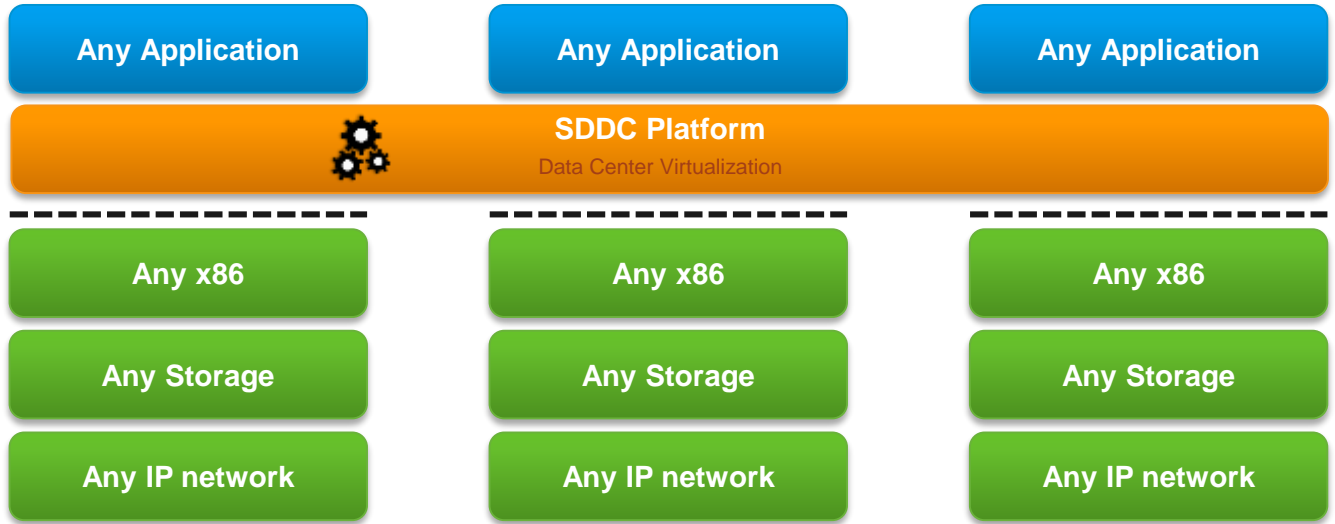 Any Application
Any Application
Any Application
SDDC Platform
Data Center Virtualization
Any x86
Any x86
Any x86
Any Storage
Any Storage
Any Storage
Any IP network
Any IP network
Any IP network